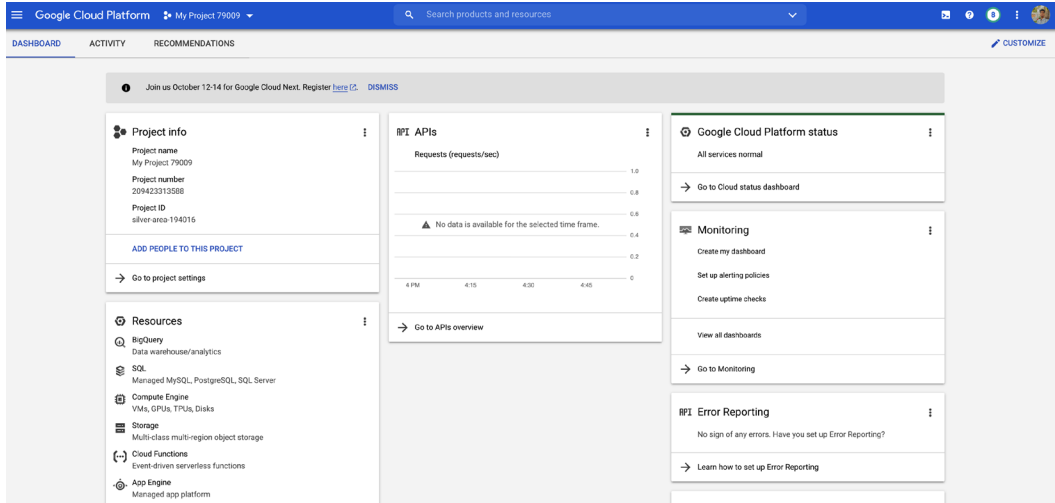 Google Cloud Platform
My Project 79009
Search products and resources
8
DASHBOARD
ACTIVITY
RECOMMENDATIONS
CUSTOMIZE
Join us October 12-14 for Google Cloud Next. Register here. DISMISS
Project info
Project name
My Project 79009
Project number
209423313588
Project ID
silver-area-194016
ADD PEOPLE TO THIS PROJECT
Go to project settings
Resources
BigQuery
Data warehouse/analytics
SQL
Managed MySQL, PostgreSQL, SQL Server
Compute Engine
VMs, GPUs, TPUs, Disks
Storage
Multi-class multi-region object storage
Cloud Functions
Event-driven serverless functions
App Engine
Managed app platform
API APIs
Requests (requests/sec)
1.0
0.8
0.6
No data is available for the selected time frame.
0.4
0.2
0
4 PM 4:15 4:30 4:45
Go to APIs overview
Google Cloud Platform status
All services normal
Go to Cloud status dashboard
Monitoring
Create my dashboard
Set up alerting policies
Create uptime checks
View all dashboards
Go to Monitoring
API Error Reporting
No sign of any errors. Have you set up Error Reporting?
Learn how to set up Error Reporting